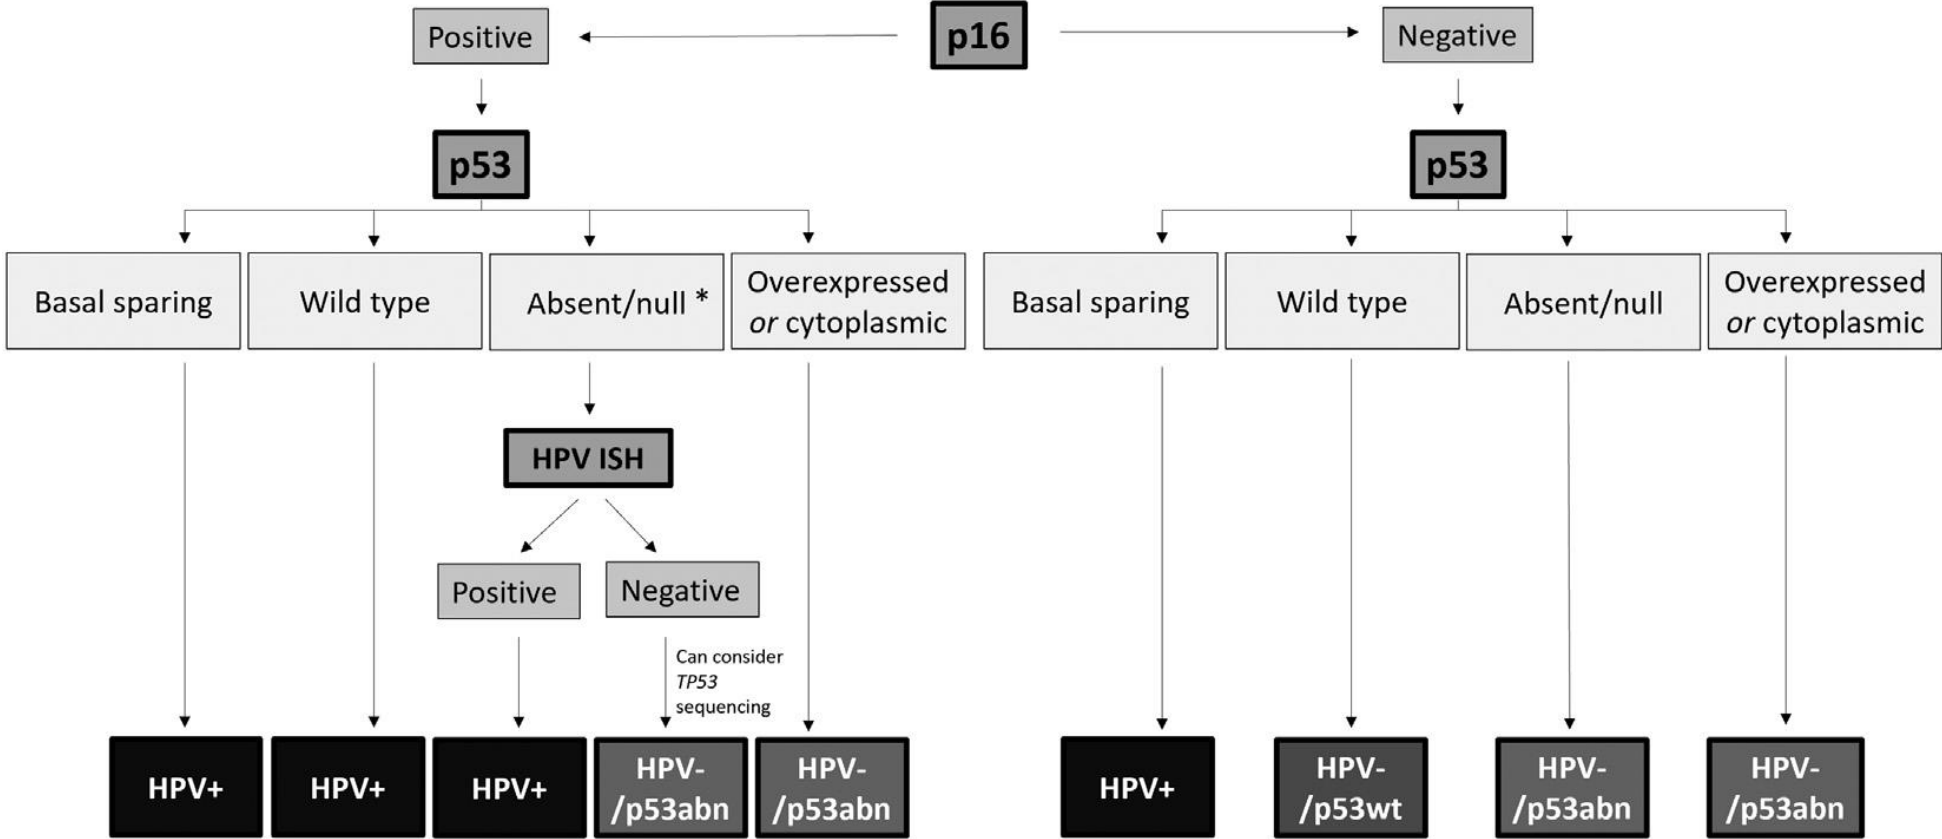 Positive
p16
Negative
p53
p53
Basal sparing
Wild type
Absent/null *
Overexpressed
or cytoplasmic
Basal sparing
Wild type
Absent/null
Overexpressed
or cytoplasmic
HPV ISH
Positive
Negative
Can consider
TP53
sequencing
HPV+
HPV+
HPV+
HPV-
/p53abn
HPV-
/p53abn
HPV+
HPV-
/p53wt
HPV-
/p53abn
HPV-
/p53abn